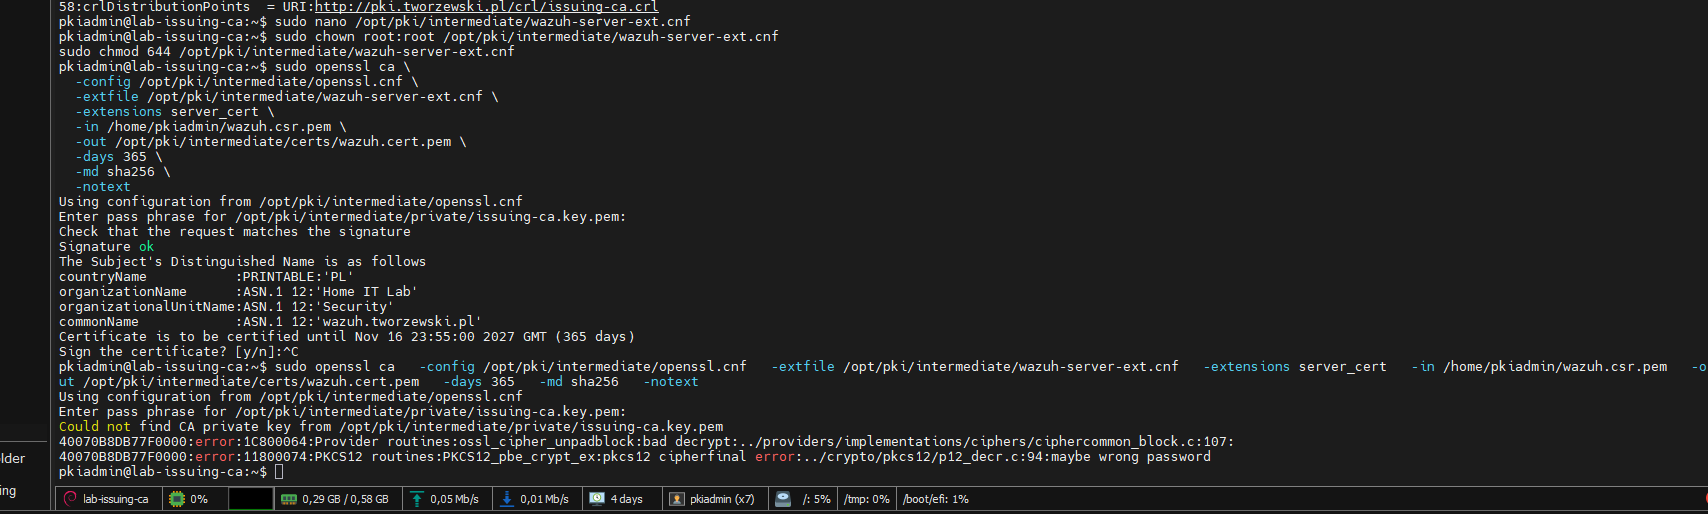 58:crlDistributionPoints  = URI:http://pki.tworzewski.pl/crl/issuing-ca.crl
pkiadmin@lab-issuing-ca:~$ sudo nano /opt/pki/intermediate/wazuh-server-ext.cnf
pkiadmin@lab-issuing-ca:~$ sudo chown root:root /opt/pki/intermediate/wazuh-server-ext.cnf
sudo chmod 644 /opt/pki/intermediate/wazuh-server-ext.cnf
pkiadmin@lab-issuing-ca:~$ sudo openssl ca \
  -config /opt/pki/intermediate/openssl.cnf \
  -extfile /opt/pki/intermediate/wazuh-server-ext.cnf \
  -extensions server_cert \
  -in /home/pkiadmin/wazuh.csr.pem \
  -out /opt/pki/intermediate/certs/wazuh.cert.pem \
  -days 365 \
  -md sha256 \
  -notext
Using configuration from /opt/pki/intermediate/openssl.cnf
Enter pass phrase for /opt/pki/intermediate/private/issuing-ca.key.pem:
Check that the request matches the signature
Signature ok
The Subject's Distinguished Name is as follows
countryName           :PRINTABLE:'PL'
organizationName      :ASN.1 12:'Home IT Lab'
organizationalUnitName:ASN.1 12:'Security'
commonName            :ASN.1 12:'wazuh.tworzewski.pl'
Certificate is to be certified until Nov 16 23:55:00 2027 GMT (365 days)
Sign the certificate? [y/n]:^C
pkiadmin@lab-issuing-ca:~$ sudo openssl ca   -config /opt/pki/intermediate/openssl.cnf   -extfile /opt/pki/intermediate/wazuh-server-ext.cnf   -extensions server_cert   -in /home/pkiadmin/wazuh.csr.pem   -o
ut /opt/pki/intermediate/certs/wazuh.cert.pem   -days 365   -md sha256   -notext
Using configuration from /opt/pki/intermediate/openssl.cnf
Enter pass phrase for /opt/pki/intermediate/private/issuing-ca.key.pem:
Could not find CA private key from /opt/pki/intermediate/private/issuing-ca.key.pem
40070B8DB77F0000:error:1C800064:Provider routines:ossl_cipher_unpadblock:bad decrypt:../providers/implementations/ciphers/ciphercommon_block.c:107:
40070B8DB77F0000:error:11800074:PKCS12 routines:PKCS12_pbe_crypt_ex:pkcs12 cipherfinal error:../crypto/pkcs12/p12_decr.c:94:maybe wrong password
pkiadmin@lab-issuing-ca:~$
older
ing
lab-issuing-ca 0% 0,29 GB / 0,58 GB 0,05 Mb/s 0,01 Mb/s 4 days pkiadmin (x7) /: 5% /tmp: 0% /boot/efi: 1%